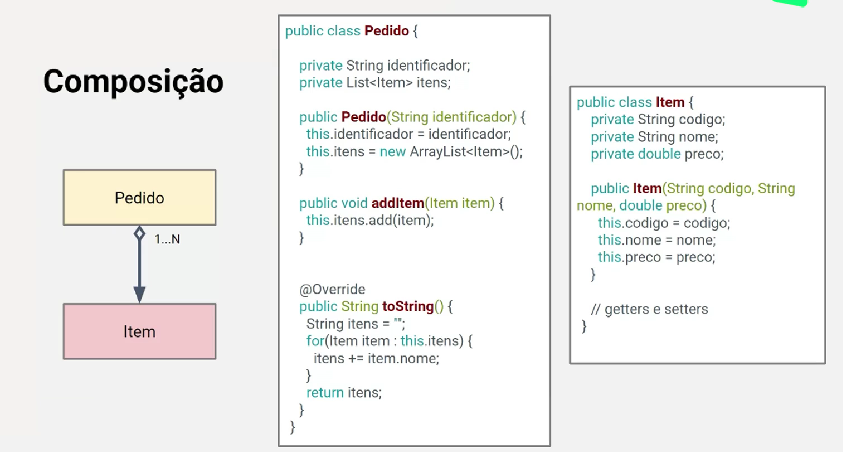 Composição
Pedido
1...N
Item
public class Pedido {
private String identificador;
private List<Item> itens;
public Pedido(String identificador) {
this.identificador = identificador;
this.itens = new ArrayList<Item>();
}
public void addItem(Item item) {
this.itens.add(item);
}
@Override
public String toString() {
String itens = "";
for(Item item : this.itens) {
itens += item.nome;
}
return itens;
}
}
public class Item {
private String codigo;
private String nome;
private double preco;
public Item(String codigo, String
nome, double preco) {
this.codigo = codigo;
this.nome = nome;
this.preco = preco;
}
// getters e setters
}